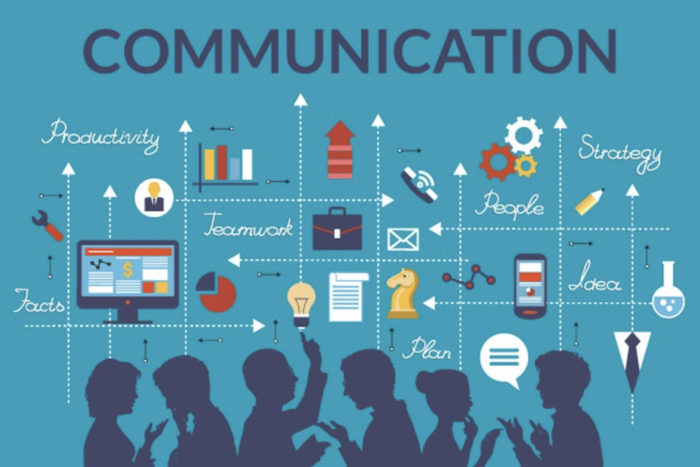 COMMUNICATION
Productivity
Strategy
People
Teamwork
Idea
Facts
Plan
$